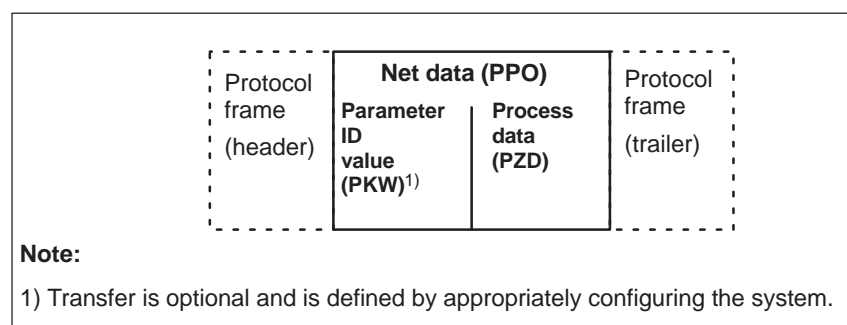 Protocol
frame
(header)
Net data (PPO)
Parameter
ID
value
(PKW)1)
Process
data
(PZD)
Protocol
frame
(trailer)
Note:
1) Transfer is optional and is defined by appropriately configuring the system.